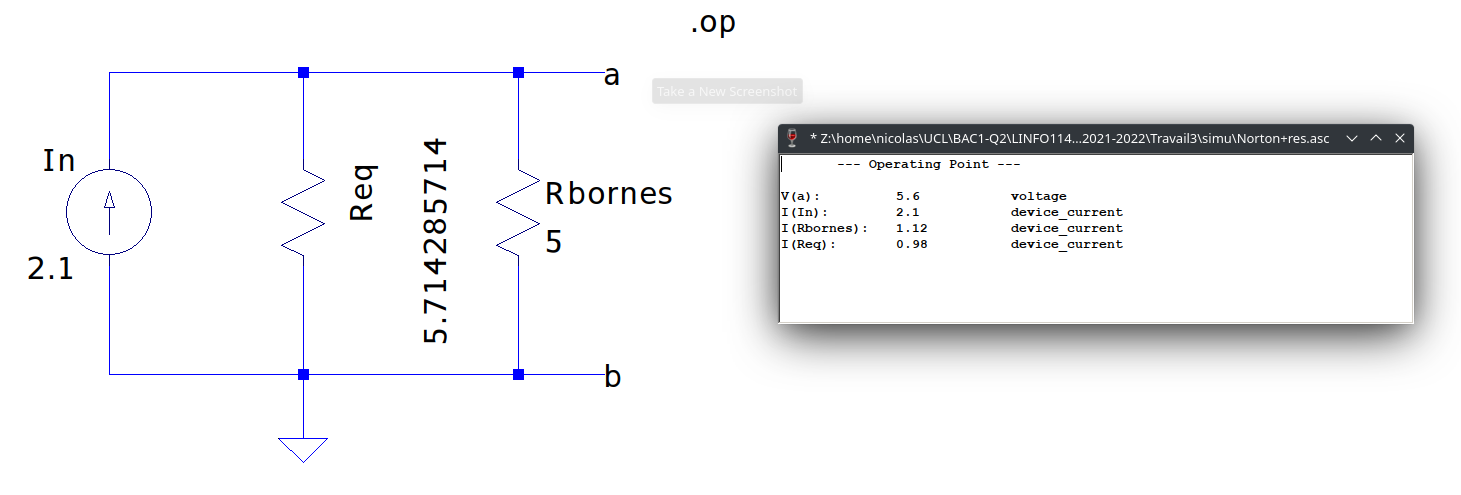 .op
a
Take a New Screenshot
In
2.1
Req
5.714285714
Rbornes
5
b
* Z:\home\nicolas\UCL\BAC1-Q2\LINFO114...2021-2022\Travail3\simu\Norton+res.asc
--- Operating Point ---
V(a): 5.6 voltage
I(In): 2.1 device_current
I(Rbornes): 1.12 device_current
I(Req): 0.98 device_current